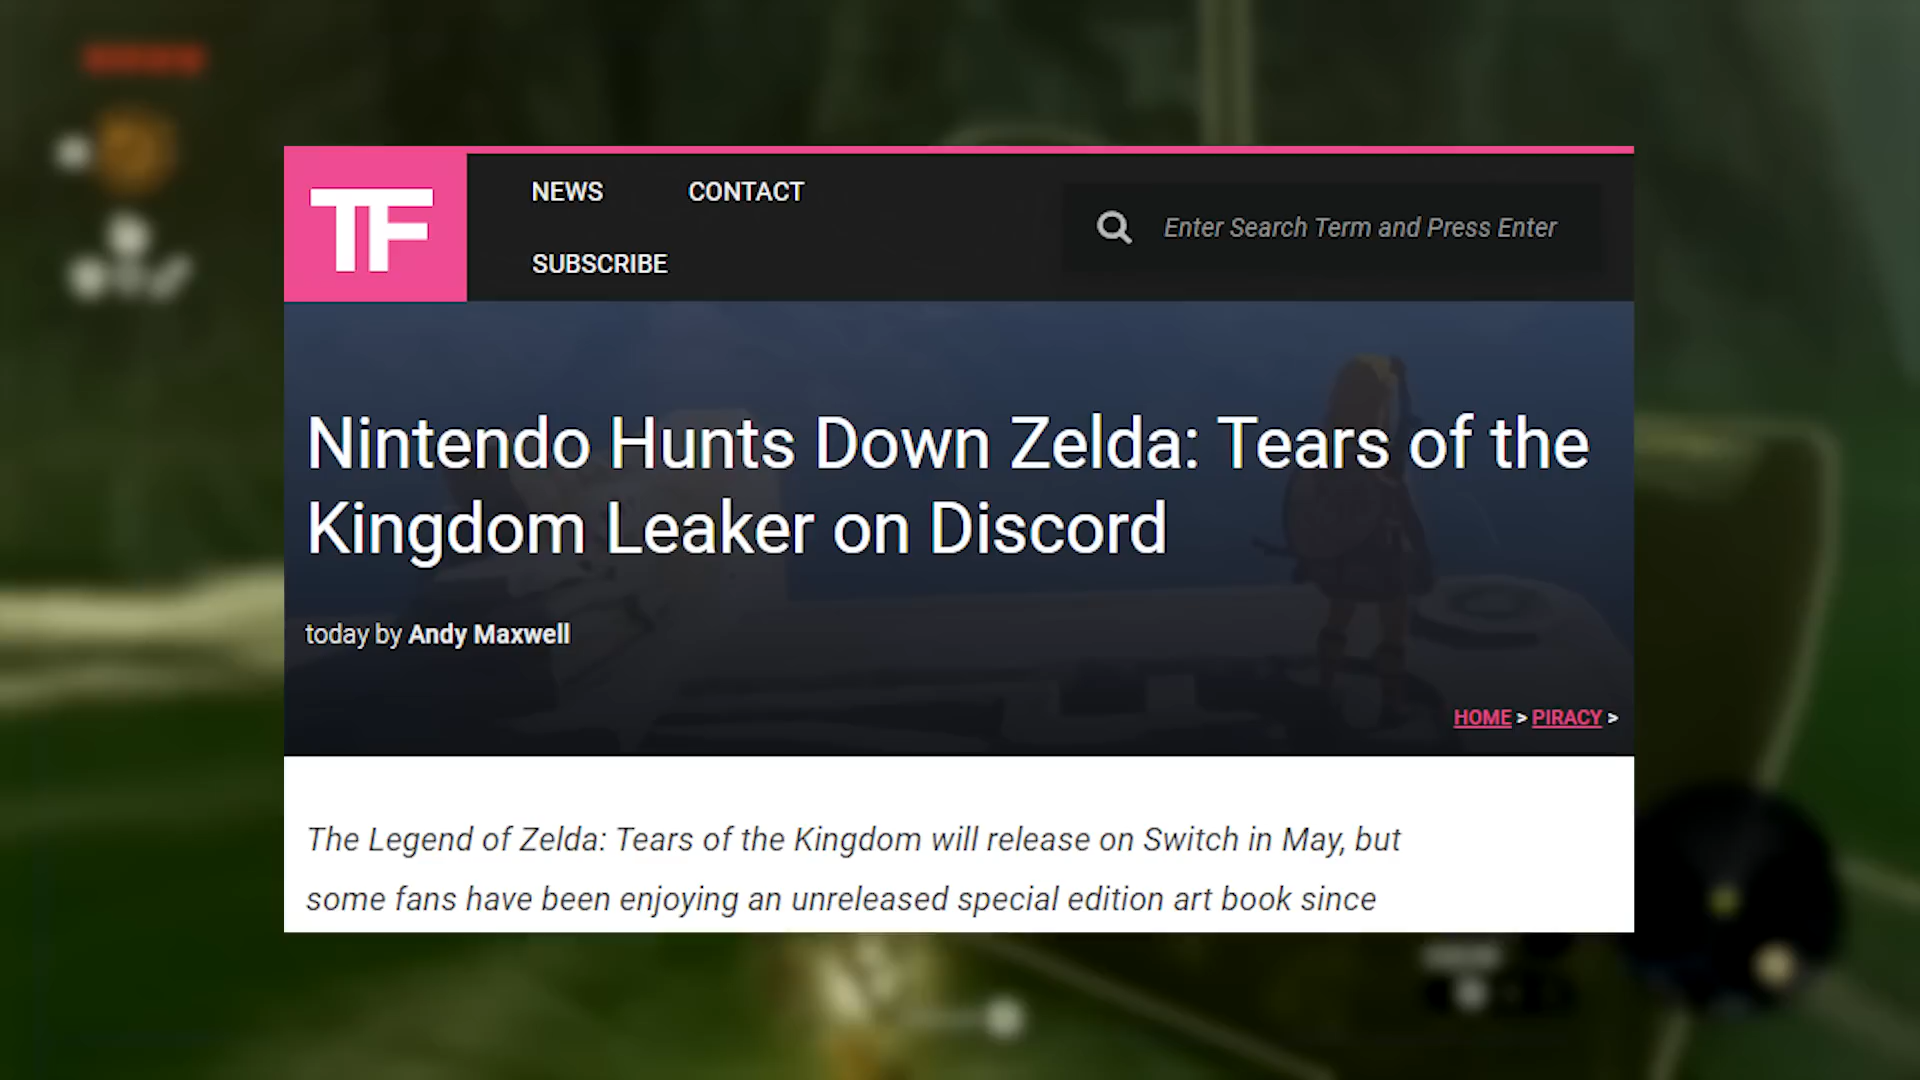 TF
NEWS
CONTACT
SUBSCRIBE
Enter Search Term and Press Enter
Nintendo Hunts Down Zelda: Tears of the
Kingdom Leaker on Discord
today by Andy Maxwell
HOME > PIRACY >
The Legend of Zelda: Tears of the Kingdom will release on Switch in May, but
some fans have been enjoying an unreleased special edition art book since